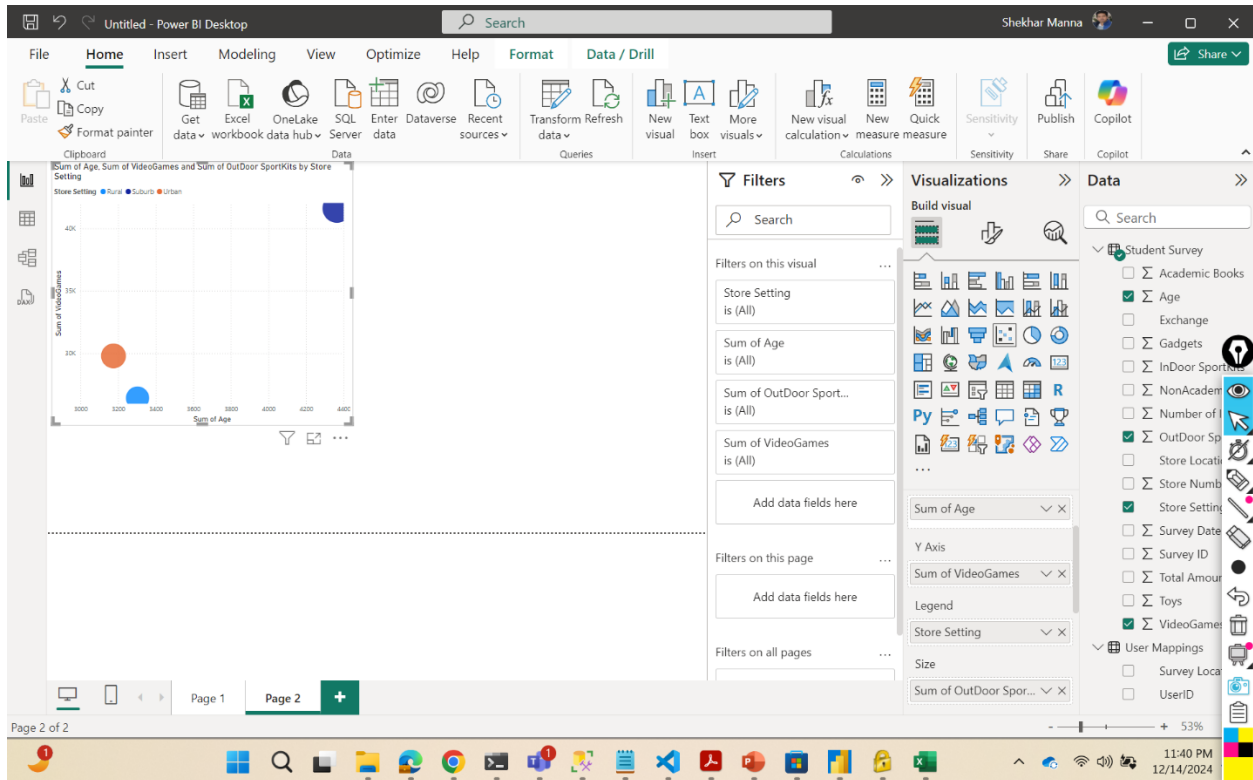 Untitled - Power BI Desktop
Search
Shekhar Manna
File Home Insert Modeling View Optimize Help Format Data / Drill
Share
Paste
Cut
Copy
Format painter
Clipboard
Get data
Excel workbook
OneLake data hub
SQL Server
Enter data
Dataverse
Recent sources
Data
Transform data
Refresh
Queries
New visual
Text box
More visuals
Insert
New visual calculation
New measure
Quick measure
Calculations
Sensitivity
Sensitivity
Publish
Share
Copilot
Copilot
Sum of Age, Sum of VideoGames and Sum of OutDoor SportKits by Store
Setting
Store Setting Rural Suburb Urban
40K
35K
30K
Sum of VideoGames
3000 3200 3400 3600 3800 4000 4200 4400
Sum of Age
Filters
Search
Filters on this visual
Store Setting
is (All)
Sum of Age
is (All)
Sum of OutDoor Sport...
is (All)
Sum of VideoGames
is (All)
Add data fields here
Filters on this page
Add data fields here
Filters on all pages
Visualizations
Build visual
123
R
Py
123
Sum of Age
Y Axis
Sum of VideoGames
Legend
Store Setting
Size
Sum of OutDoor Spor...
Data
Search
Student Survey
Academic Books
Age
Exchange
Gadgets
InDoor SportKits
NonAcadem
Number of
OutDoor Sp
Store Locati
Store Numb
Store Setting
Survey Date
Survey ID
Total Amour
Toys
VideoGames
User Mappings
Survey Loca
UserID
Page 1
Page 2
+
Page 2 of 2
- + 53%
1
1
11:40 PM
12/14/2024